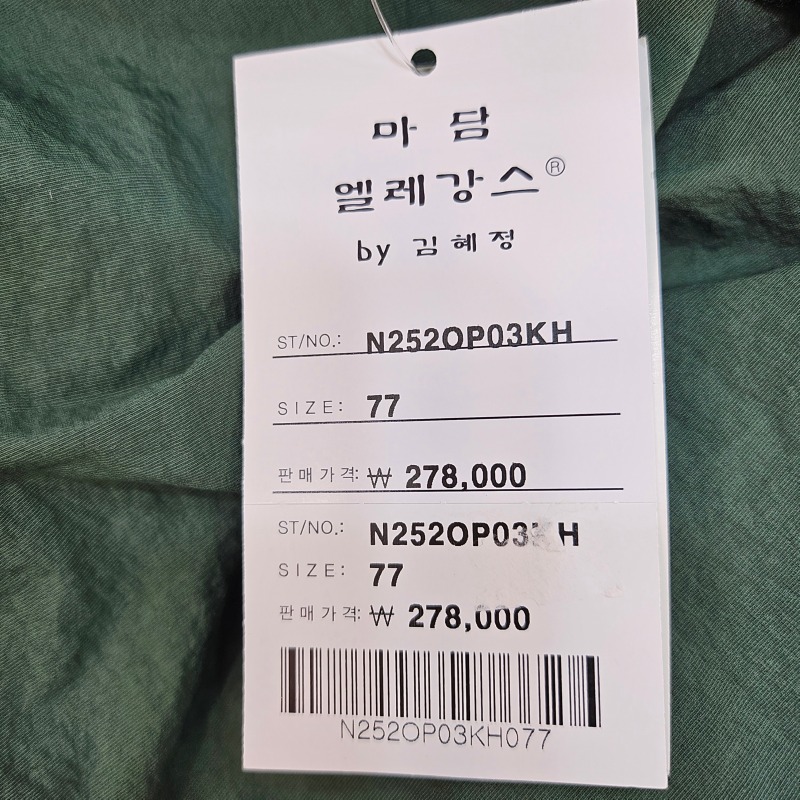 마 담
엘레강스®
by 김혜정
ST/NO.: N252OP03KH
SIZE: 77
판매가격: ₩ 278,000
ST/NO.: N252OP03KH
SIZE: 77
판매가격: ₩ 278,000
N252OP03KH077